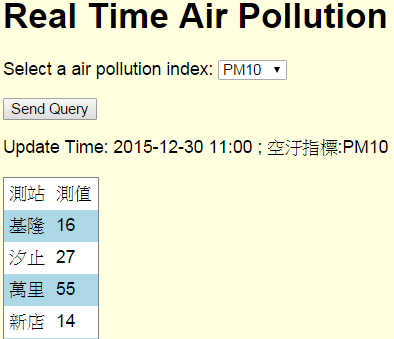 Real Time Air Pollution
Select a air pollution index: PM10
Send Query
Update Time: 2015-12-30 11:00 ; 空汙指標:PM10
測站 測值
基隆 16
汐止 27
萬里 55
新店 14